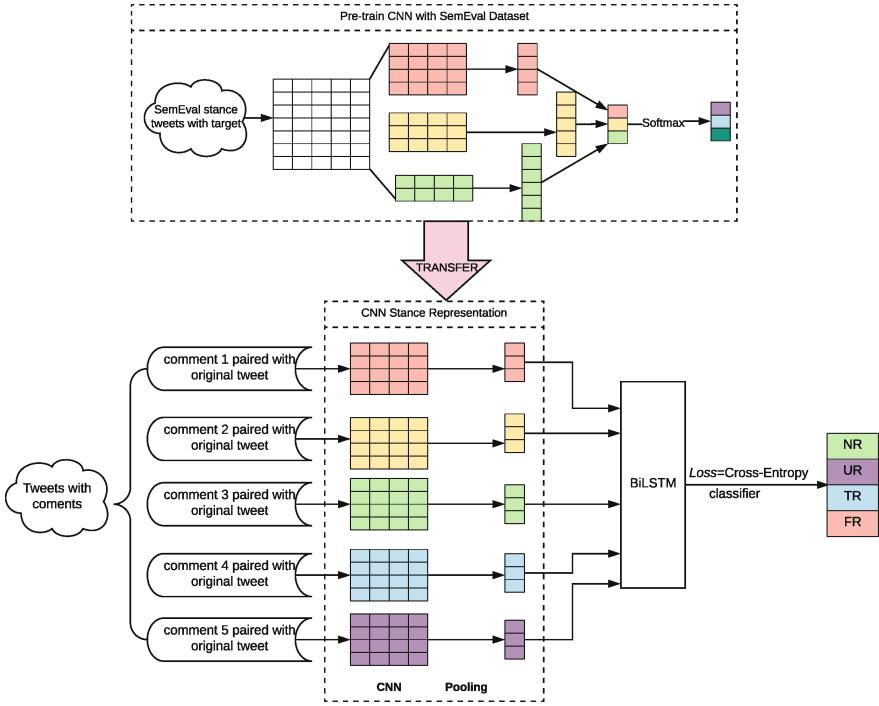 Pre-train CNN with SemEval Dataset
SemEval stance
tweets with target
Softmax
TRANSFER
CNN Stance Representation
comment 1 paired with
original tweet
comment 2 paired with
original tweet
comment 3 paired with
original tweet
comment 4 paired with
original tweet
comment 5 paired with
original tweet
Tweets with
coments
CNN
Pooling
BiLSTM
Loss=Cross-Entropy
classifier
NR
UR
TR
FR